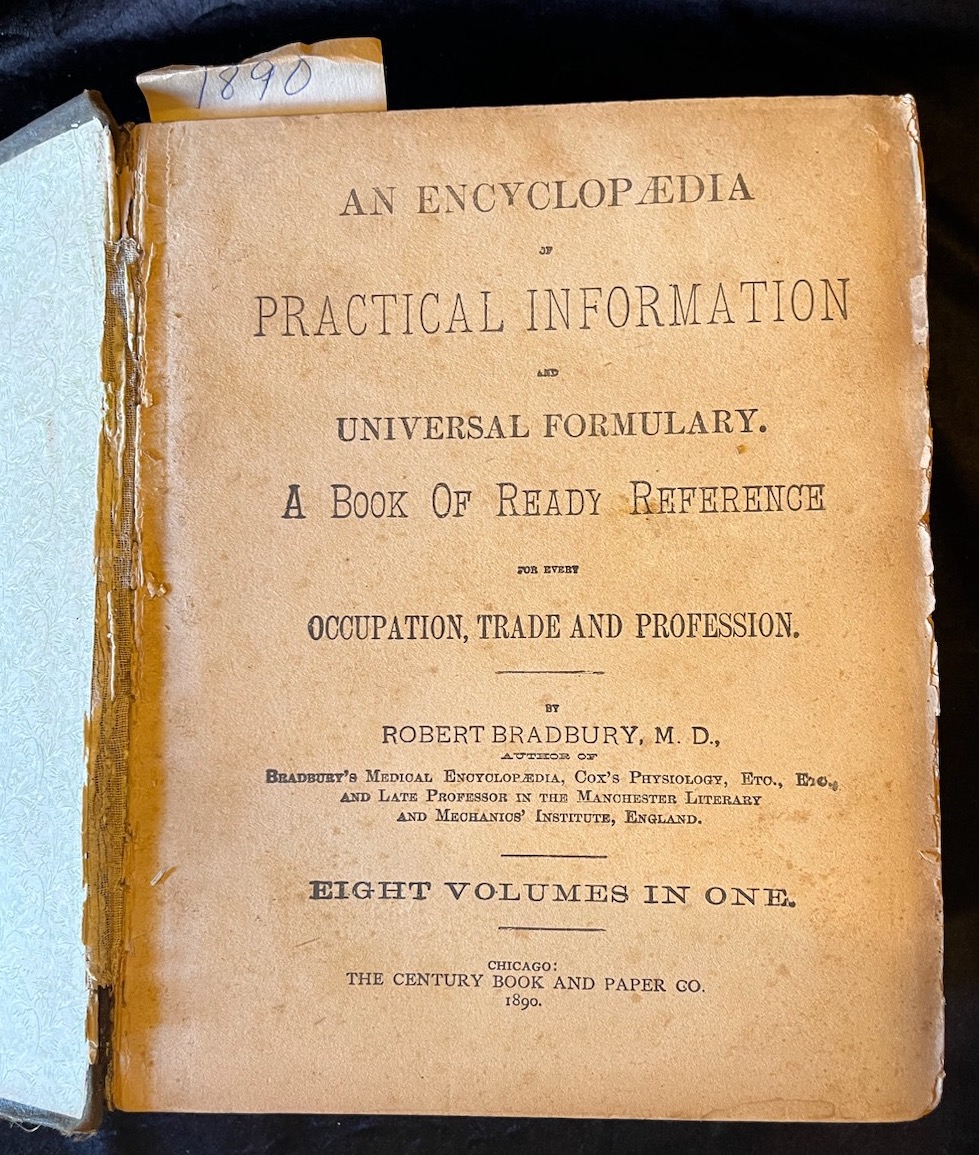 1890
AN ENCYCLOPÆDIA
OF
PRACTICAL INFORMATION
AND
UNIVERSAL FORMULARY.
A BOOK OF READY REFERENCE
FOR EVERY
OCCUPATION, TRADE AND PROFESSION.
BY
ROBERT BRADBURY, M. D.,
AUTHOR OF
BRADBURY'S MEDICAL ENCYCLOPÆDIA, COX'S PHYSIOLOGY, ETC., ETC.,
AND LATE PROFESSOR IN THE MANCHESTER LITERARY
AND MECHANICS' INSTITUTE, ENGLAND.
EIGHT VOLUMES IN ONE.
CHICAGO:
THE CENTURY BOOK AND PAPER CO.
1890.